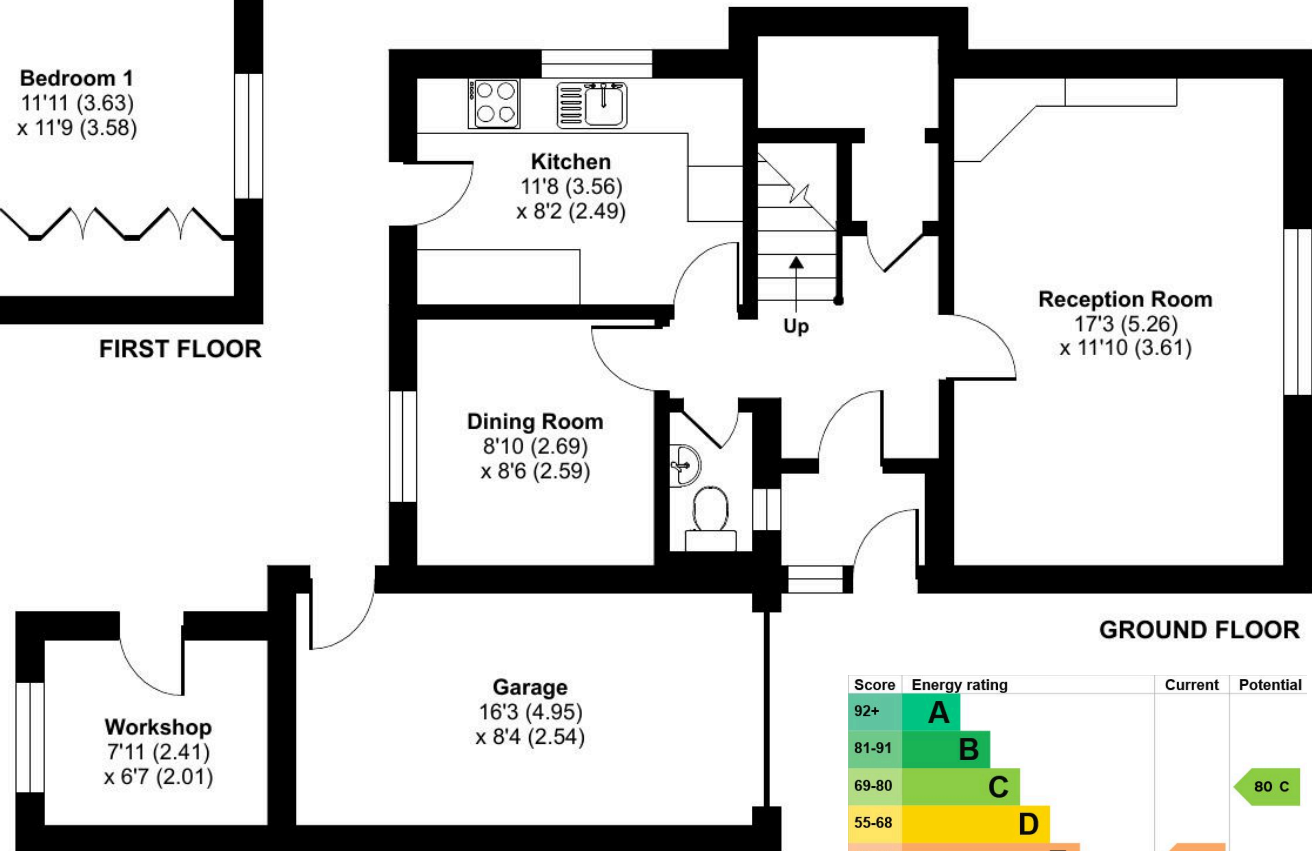 Bedroom 1
11'11 (3.63)
x 11'9 (3.58)
FIRST FLOOR
Kitchen
11'8 (3.56)
x 8'2 (2.49)
Up
Reception Room
17'3 (5.26)
x 11'10 (3.61)
Dining Room
8'10 (2.69)
x 8'6 (2.59)
GROUND FLOOR
Garage
16'3 (4.95)
x 8'4 (2.54)
Workshop
7'11 (2.41)
x 6'7 (2.01)
Score Energy rating Current Potential
92+ A
81-91 B
69-80 C 80 C
55-68 D